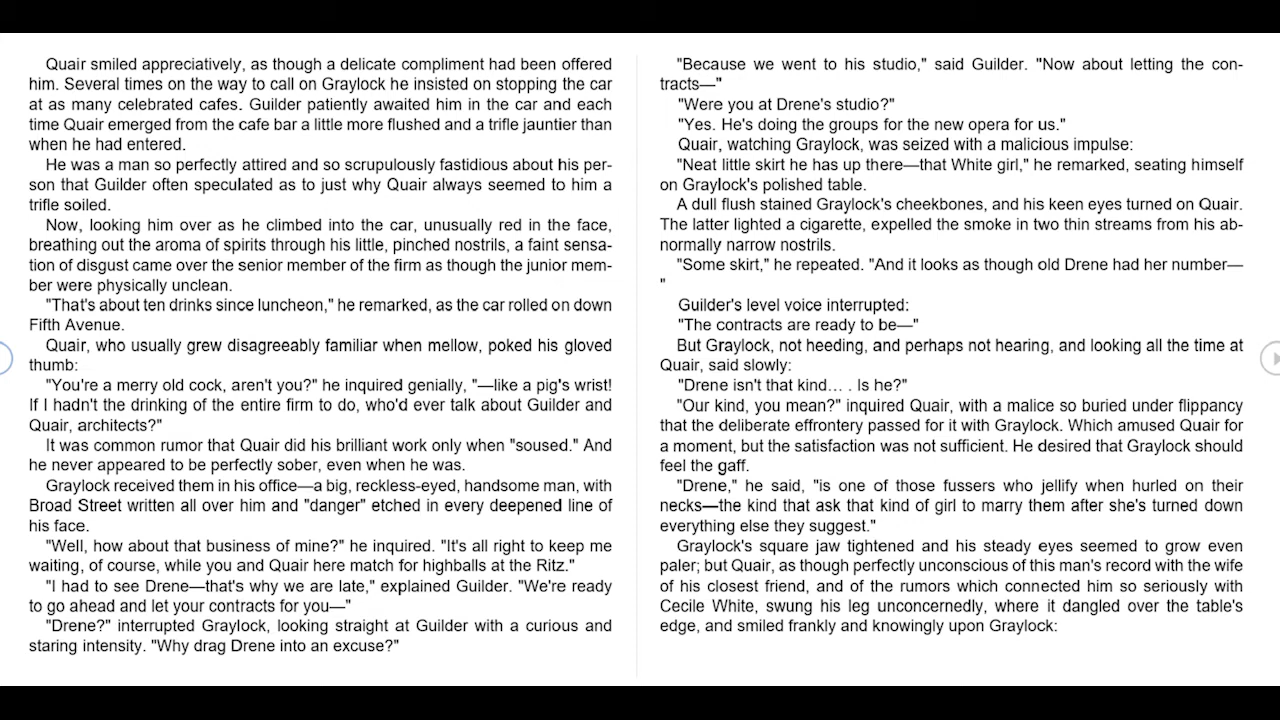 Quair smiled appreciatively, as though a delicate compliment had been offered
him. Several times on the way to call on Graylock he insisted on stopping the car
at as many celebrated cafes. Guilder patiently awaited him in the car and each
time Quair emerged from the cafe bar a little more flushed and a trifle jauntier than
when he had entered.
He was a man so perfectly attired and so scrupulously fastidious about his per-
son that Guilder often speculated as to just why Quair always seemed to him a
trifle soiled.
Now, looking him over as he climbed into the car, unusually red in the face,
breathing out the aroma of spirits through his little, pinched nostrils, a faint sensa-
tion of disgust came over the senior member of the firm as though the junior mem-
ber were physically unclean.
"That's about ten drinks since luncheon," he remarked, as the car rolled on down
Fifth Avenue.
Quair, who usually grew disagreeably familiar when mellow, poked his gloved
thumb:
"You're a merry old cock, aren't you?" he inquired genially, "—like a pig's wrist!
If I hadn't the drinking of the entire firm to do, who'd ever talk about Guilder and
Quair, architects?"
It was common rumor that Quair did his brilliant work only when "soused." And
he never appeared to be perfectly sober, even when he was.
Graylock received them in his office—a big, reckless-eyed, handsome man, with
Broad Street written all over him and "danger" etched in every deepened line of
his face.
"Well, how about that business of mine?" he inquired. "It's all right to keep me
waiting, of course, while you and Quair here match for highballs at the Ritz."
"I had to see Drene—that's why we are late," explained Guilder. "We're ready
to go ahead and let your contracts for you—"
"Drene?" interrupted Graylock, looking straight at Guilder with a curious and
staring intensity. "Why drag Drene into an excuse?"
"Because we went to his studio," said Guilder. "Now about letting the con-
tracts—"
"Were you at Drene's studio?"
"Yes. He's doing the groups for the new opera for us."
Quair, watching Graylock, was seized with a malicious impulse:
"Neat little skirt he has up there—that White girl," he remarked, seating himself
on Graylock's polished table.
A dull flush stained Graylock's cheekbones, and his keen eyes turned on Quair.
The latter lighted a cigarette, expelled the smoke in two thin streams from his ab-
normally narrow nostrils.
"Some skirt," he repeated. "And it looks as though old Drene had her number—
"
Guilder's level voice interrupted:
"The contracts are ready to be—"
But Graylock, not heeding, and perhaps not hearing, and looking all the time at
Quair, said slowly:
"Drene isn't that kind... . Is he?"
"Our kind, you mean?" inquired Quair, with a malice so buried under flippancy
that the deliberate effrontery passed for it with Graylock. Which amused Quair for
a moment, but the satisfaction was not sufficient. He desired that Graylock should
feel the gaff.
"Drene," he said, "is one of those fussers who jellify when hurled on their
necks—the kind that ask that kind of girl to marry them after she's turned down
everything else they suggest."
Graylock's square jaw tightened and his steady eyes seemed to grow even
paler; but Quair, as though perfectly unconscious of this man's record with the wife
of his closest friend, and of the rumors which connected him so seriously with
Cecile White, swung his leg unconcernedly, where it dangled over the table's
edge, and smiled frankly and knowingly upon Graylock: